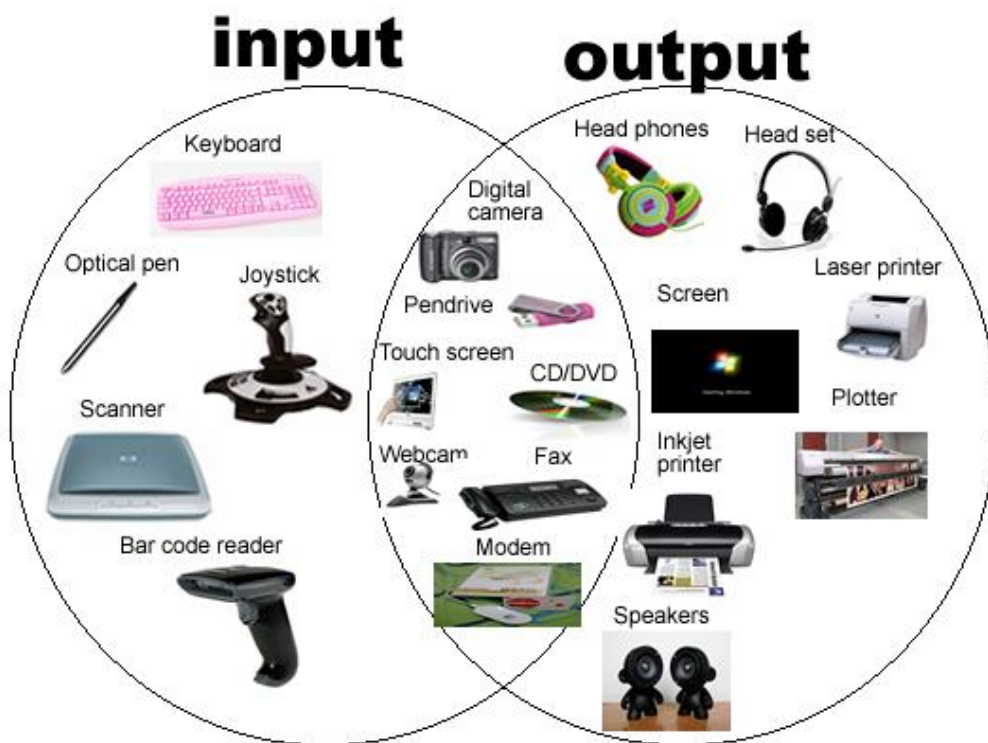 input
output
Keyboard
Optical pen
Joystick
Scanner
Bar code reader
Digital
camera
Pendrive
Touch screen
CD/DVD
Webcam
Fax
Modem
Head phones
Head set
Screen
Laser printer
Plotter
Inkjet
printer
Speakers